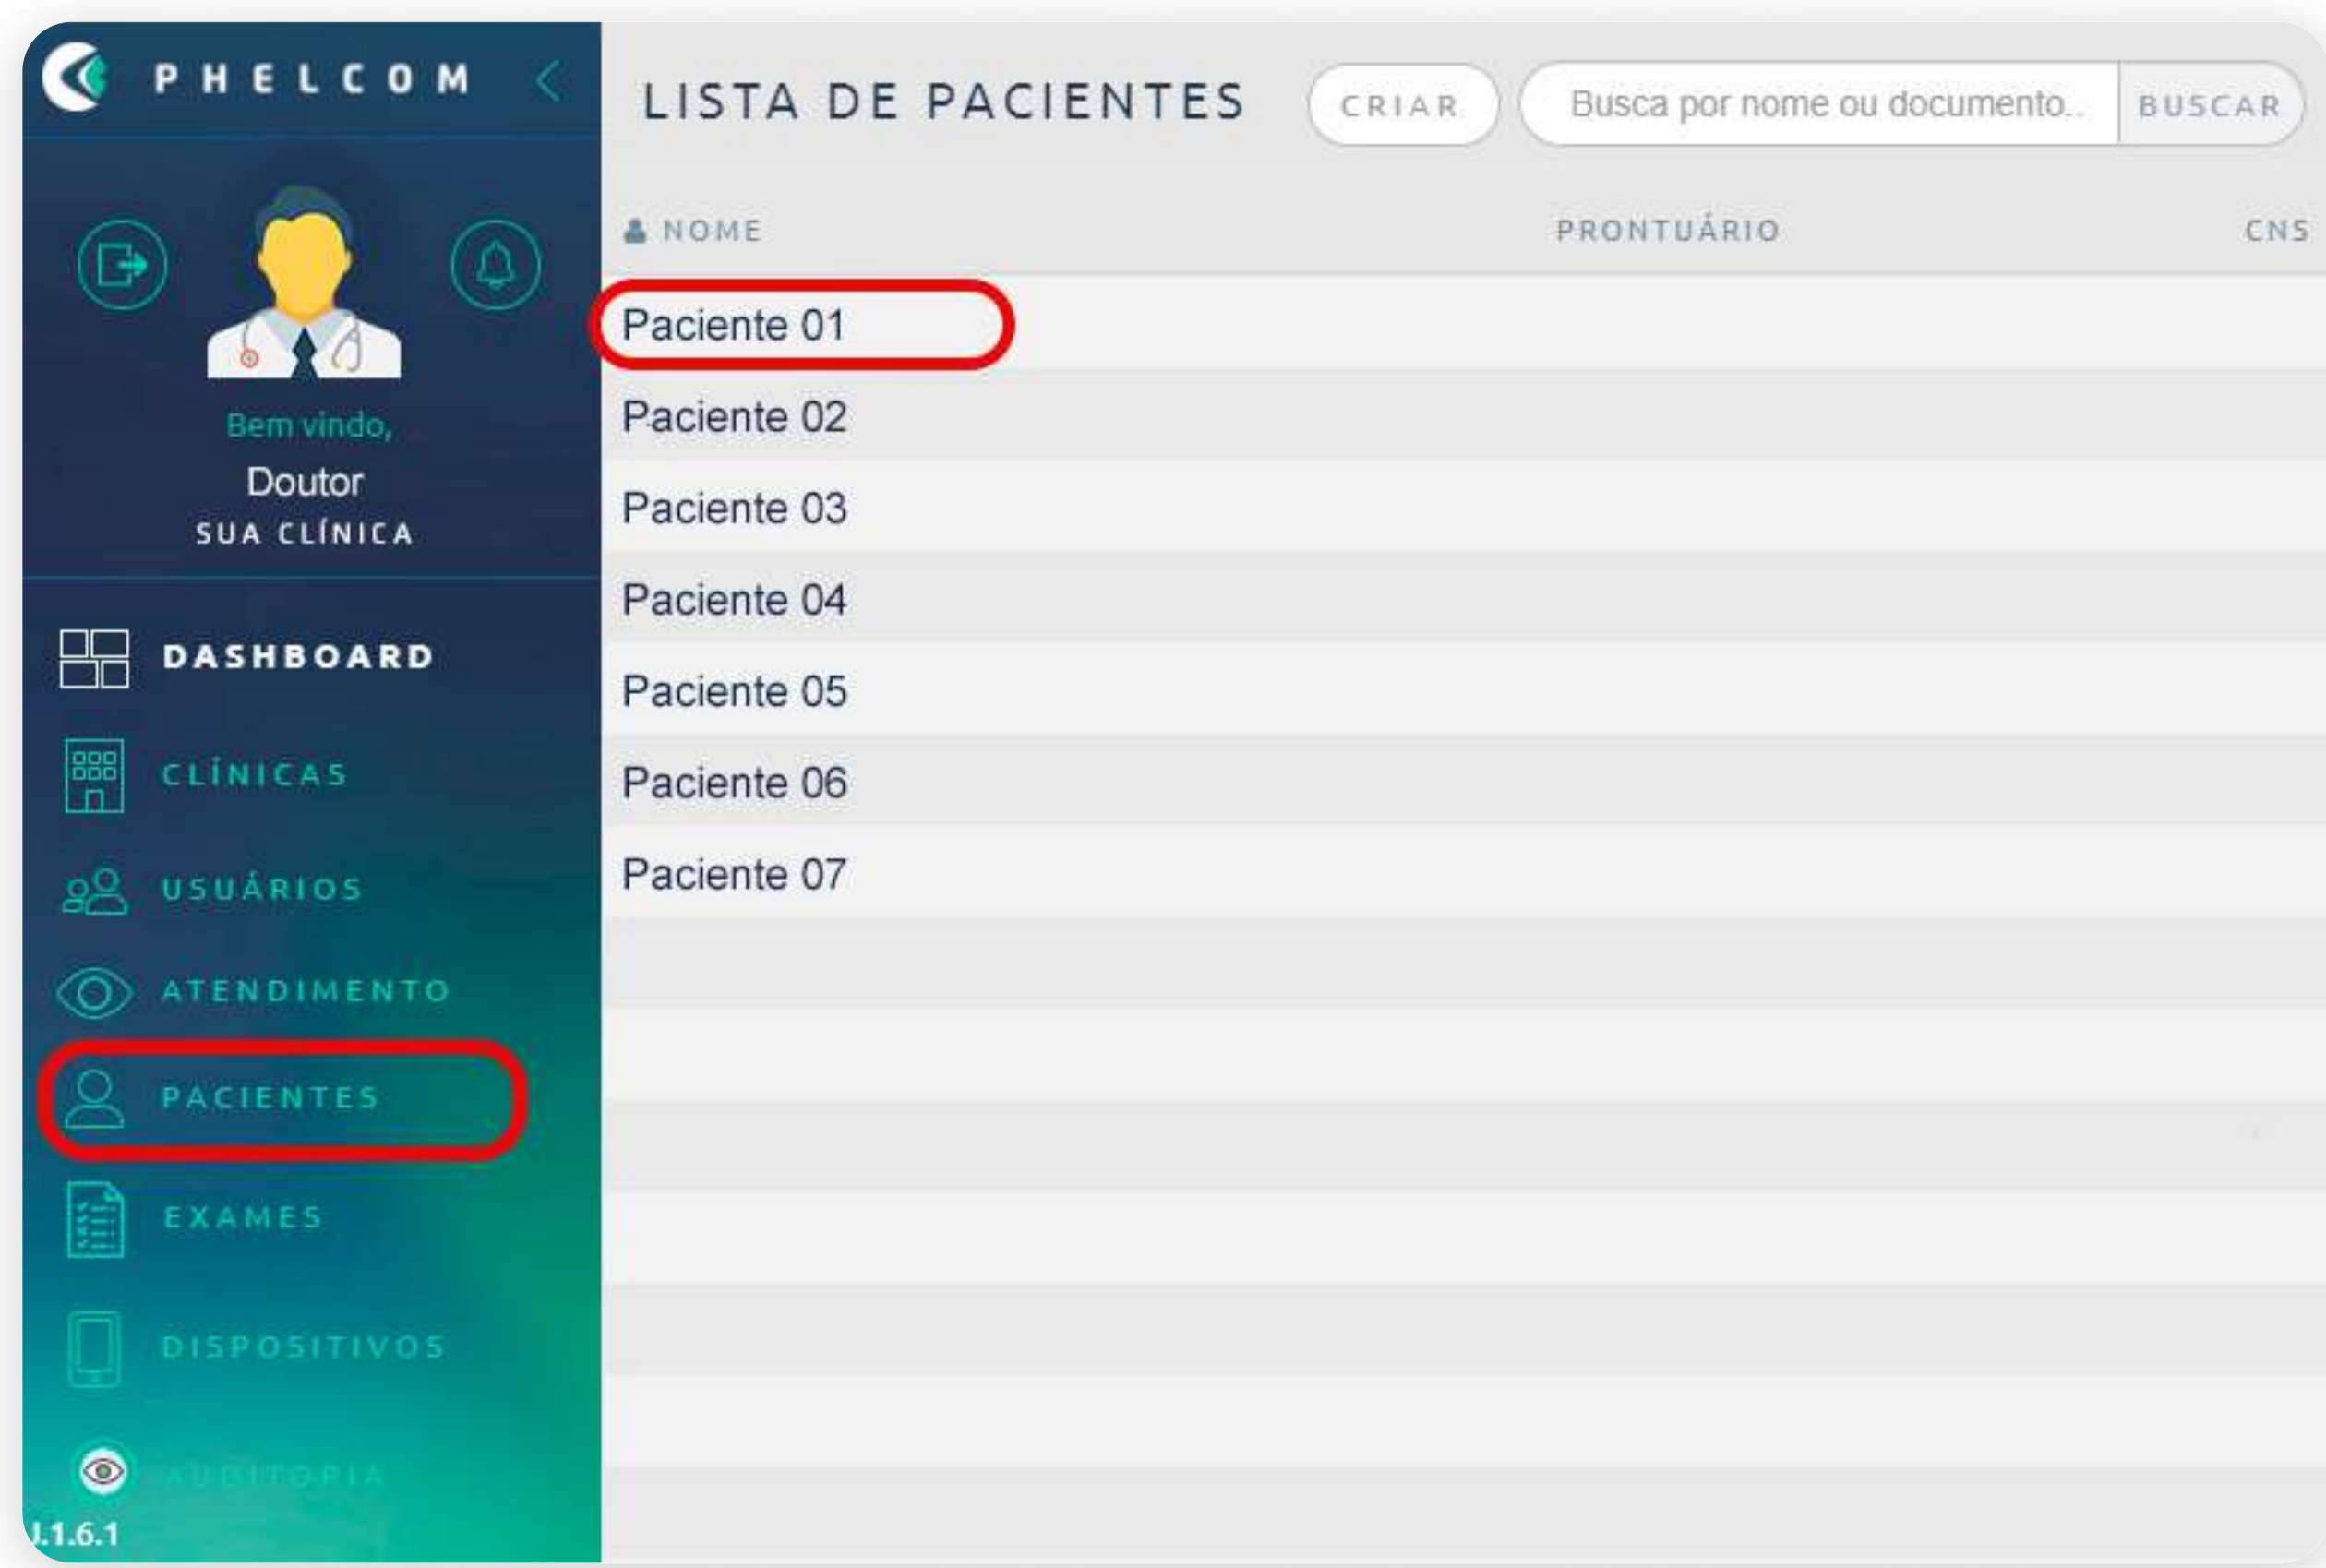 PHELCOM
Bem vindo,
Doutor
SUA CLÍNICA
DASHBOARD
CLÍNICAS
USUÁRIOS
ATENDIMENTO
PACIENTES
EXAMES
DISPOSITIVOS
AUDITORIA
.1.6.1
LISTA DE PACIENTES
CRIAR
Busca por nome ou documento..
BUSCAR
NOME PRONTUÁRIO CNS
Paciente 01
Paciente 02
Paciente 03
Paciente 04
Paciente 05
Paciente 06
Paciente 07